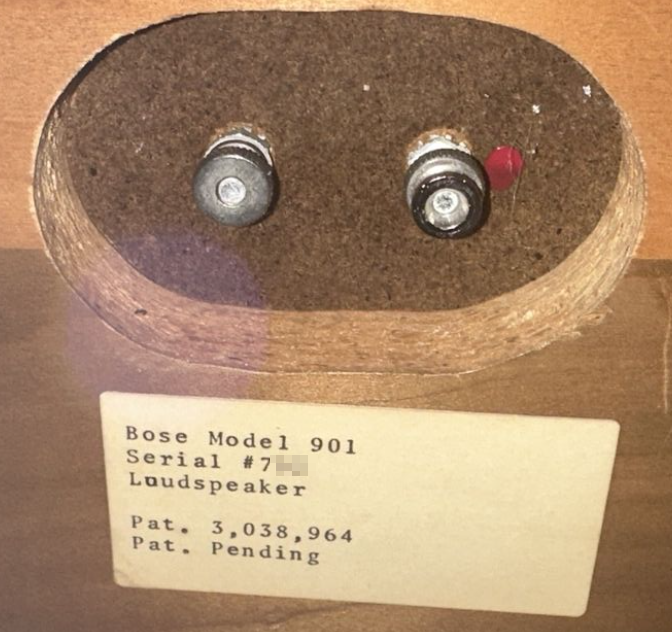 Bose Model 901
Serial #7
Loudspeaker
Pat. 3,038,964
Pat. Pending